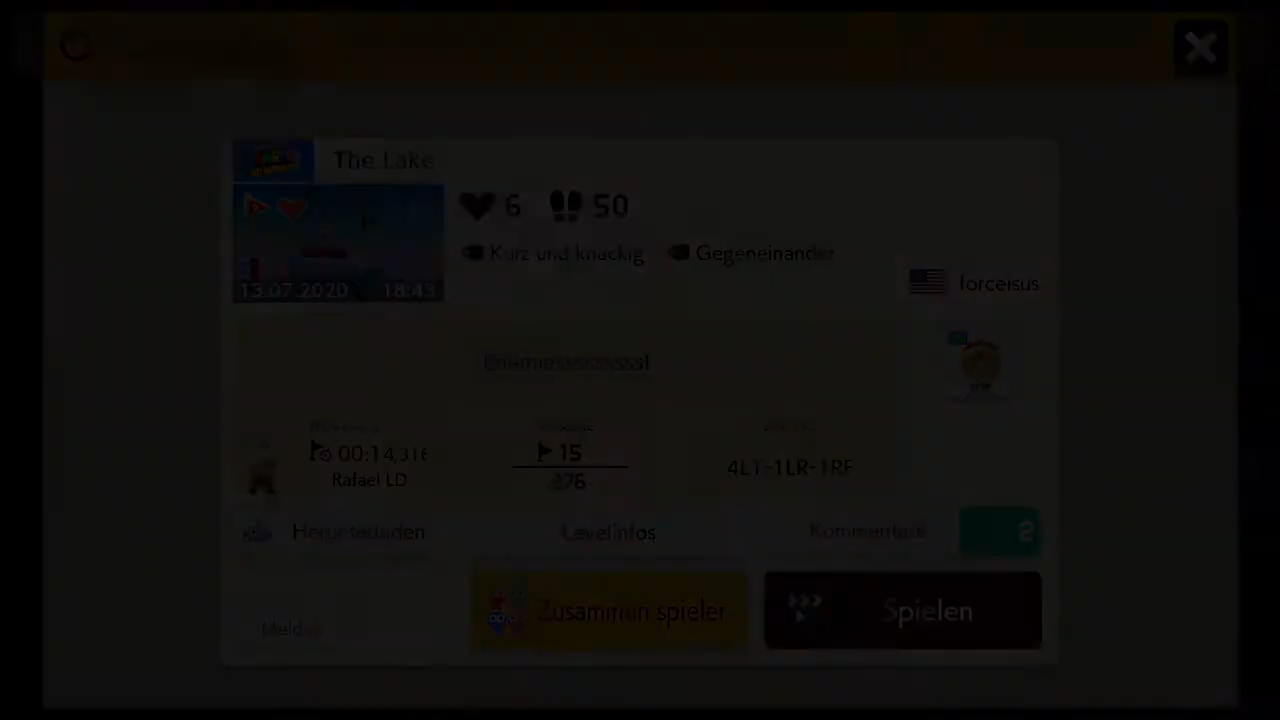 The Lake
6 50
Kurz und knackig Gegeneinander
13.07.2020 18:43
forceisus
00:14,316 15
Rafael LD 276 4LT-1LR-1RF
Herunterladen Levelinfos Kommentare 2
Zusammen spielen Spielen